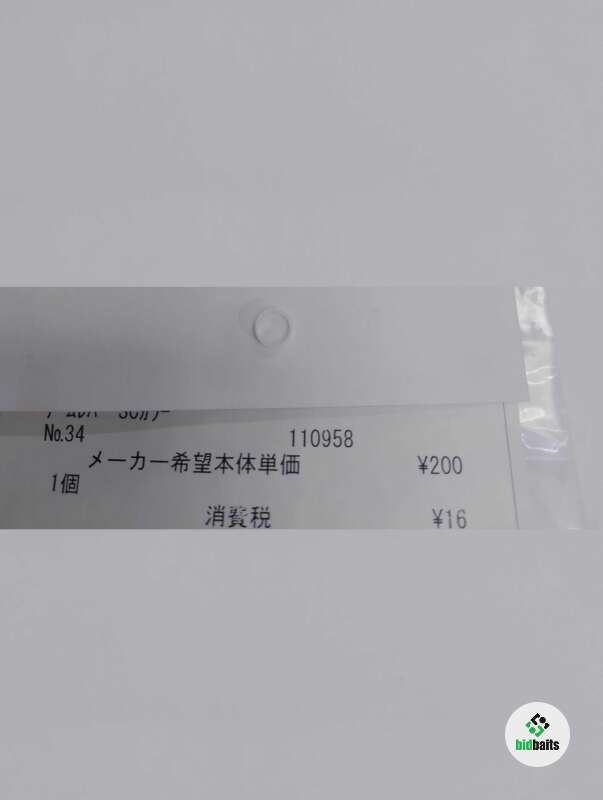 No.34 110958
メーカー希望本体単価 ¥200
1個
消費税 ¥16
bidbaits